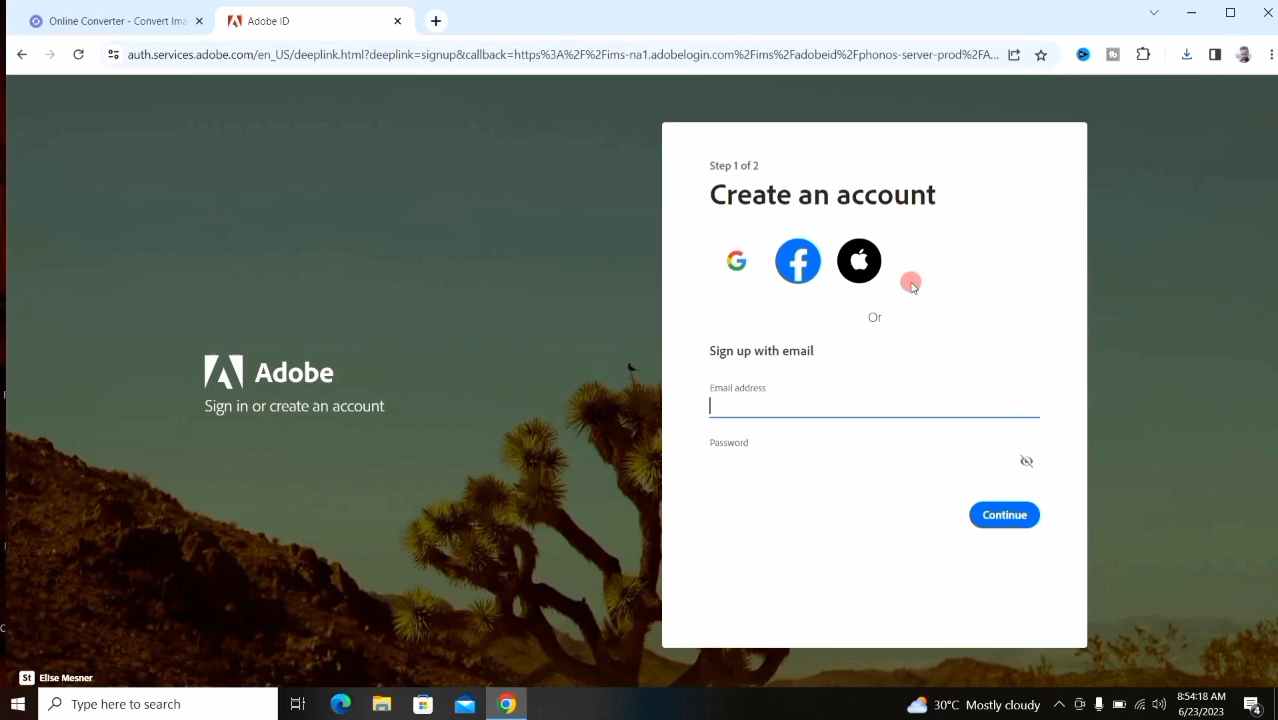 Online Converter - Convert Ima
Adobe ID
auth.services.adobe.com/en_US/deeplink.html?deeplink=signup&callback=https%3A%2F%2Fims-na1.adobelogin.com%2Fims%2Fadobeid%2Fphonos-server-prod%2FA...
Step 1 of 2
Create an account
Or
Sign up with email
Email address
Password
Continue
Adobe
Sign in or create an account
St Elise Mesner
Type here to search
30°C Mostly cloudy
8:54:18 AM
6/23/2023
4